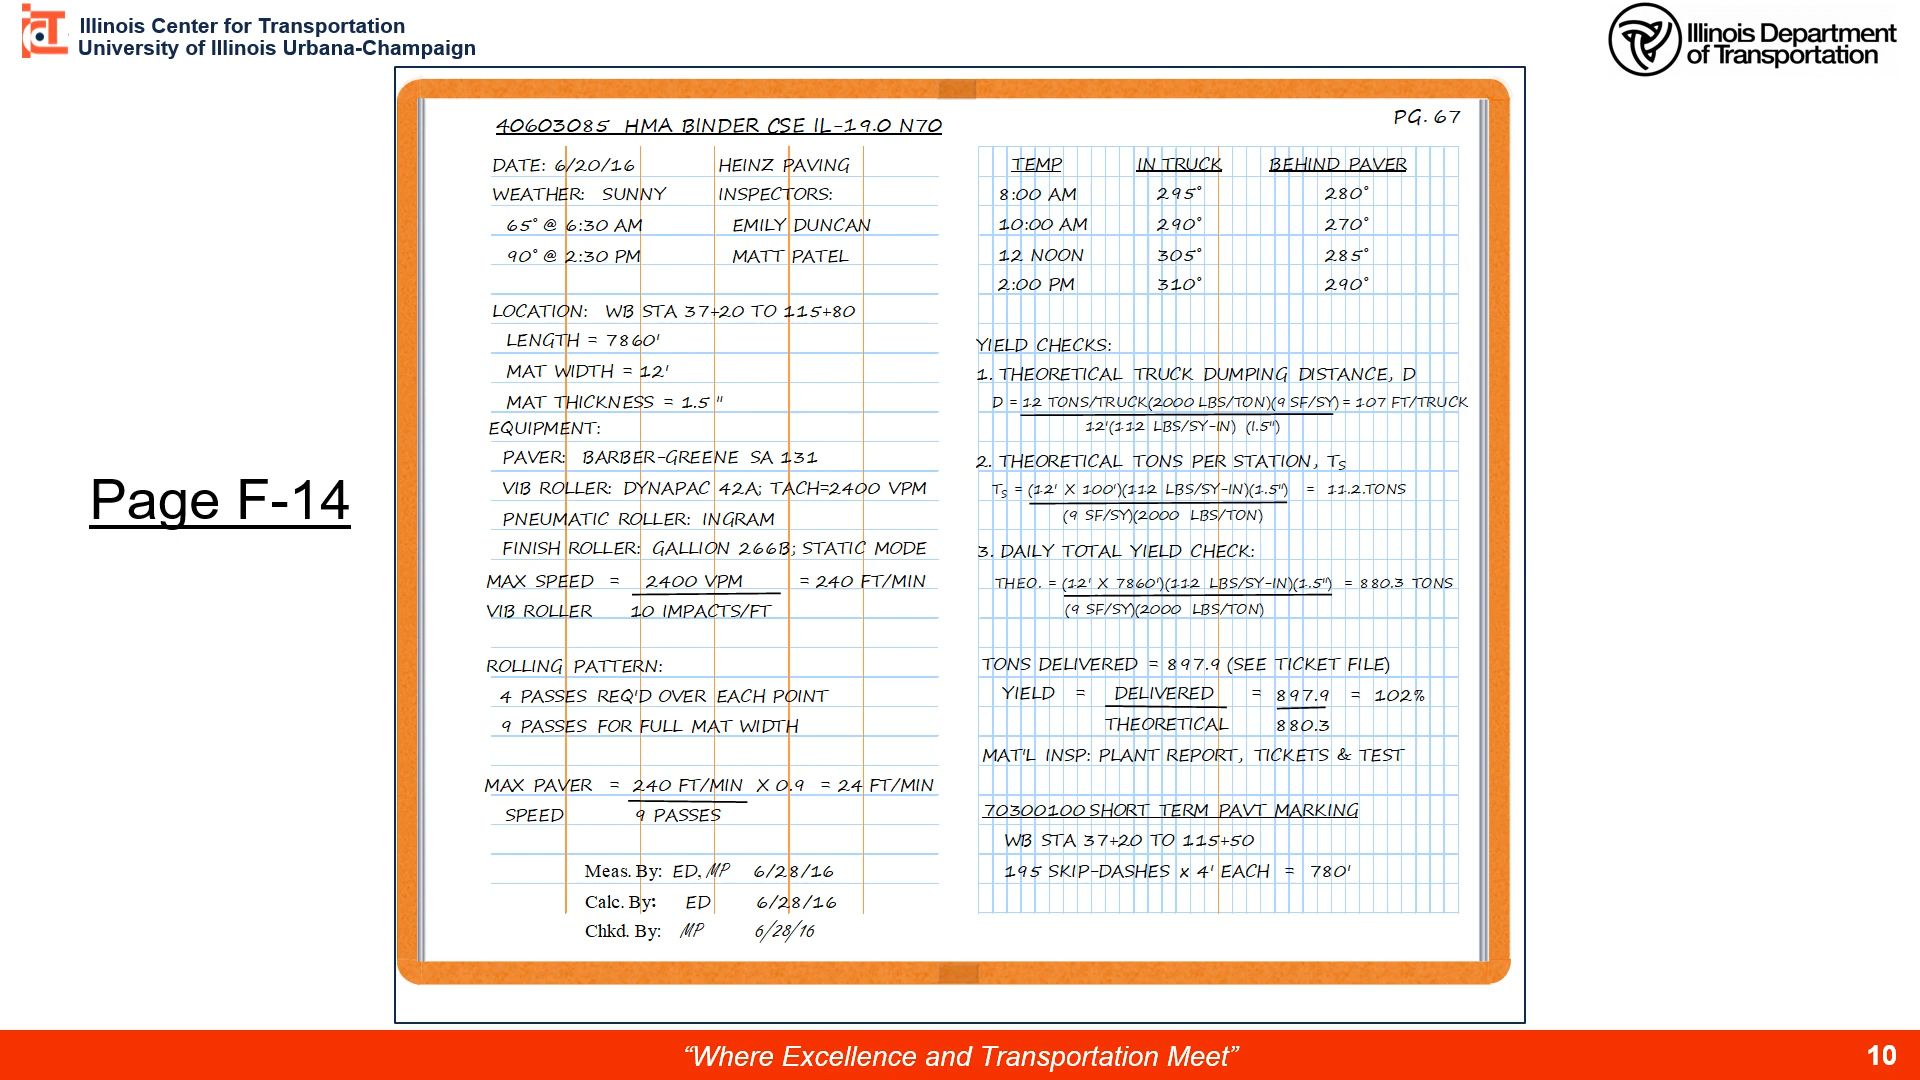 Illinois Center for Transportation
University of Illinois Urbana-Champaign
Illinois Department
of Transportation
Page F-14
40603085 HMA BINDER CSE IL-19.0 N70
DATE: 6/20/16 HEINZ PAVING
WEATHER: SUNNY INSPECTORS:
65° @ 6:30 AM EMILY DUNCAN
90° @ 2:30 PM MATT PATEL
LOCATION: WB STA 37+20 TO 115+80
LENGTH = 7860'
MAT WIDTH = 12'
MAT THICKNESS = 1.5 "
EQUIPMENT:
PAVER: BARBER-GREENE SA 131
VIB ROLLER: DYNAPAC 42A; TACH=2400 VPM
PNEUMATIC ROLLER: INGRAM
FINISH ROLLER: GALLION 266B; STATIC MODE
MAX SPEED = 2400 VPM = 240 FT/MIN
VIB ROLLER 10 IMPACTS/FT
ROLLING PATTERN:
4 PASSES REQ'D OVER EACH POINT
9 PASSES FOR FULL MAT WIDTH
MAX PAVER = 240 FT/MIN X 0.9 = 24 FT/MIN
SPEED 9 PASSES
Meas. By: ED, MP 6/28/16
Calc. By: ED 6/28/16
Chkd. By: MP 6/28/16
PG. 67
TEMP IN TRUCK BEHIND PAVER
8:00 AM 295° 280°
10:00 AM 290° 270°
12 NOON 305° 285°
2:00 PM 310° 290°
YIELD CHECKS:
1. THEORETICAL TRUCK DUMPING DISTANCE, D
D = 12 TONS/TRUCK(2000 LBS/TON)(9 SF/SY) = 107 FT/TRUCK
12'(112 LBS/SY-IN) (1.5")
2. THEORETICAL TONS PER STATION, TS
TS = (12' X 100')(112 LBS/SY-IN)(1.5") = 11.2.TONS
(9 SF/SY)(2000 LBS/TON)
3. DAILY TOTAL YIELD CHECK:
THEO. = (12' X 7860')(112 LBS/SY-IN)(1.5") = 880.3 TONS
(9 SF/SY)(2000 LBS/TON)
TONS DELIVERED = 897.9 (SEE TICKET FILE)
YIELD = DELIVERED = 897.9 = 102%
THEORETICAL 880.3
MAT'L INSP: PLANT REPORT, TICKETS & TEST
70300100 SHORT TERM PAVT MARKING
WB STA 37+20 TO 115+50
195 SKIP-DASHES x 4' EACH = 780'
“Where Excellence and Transportation Meet”
10